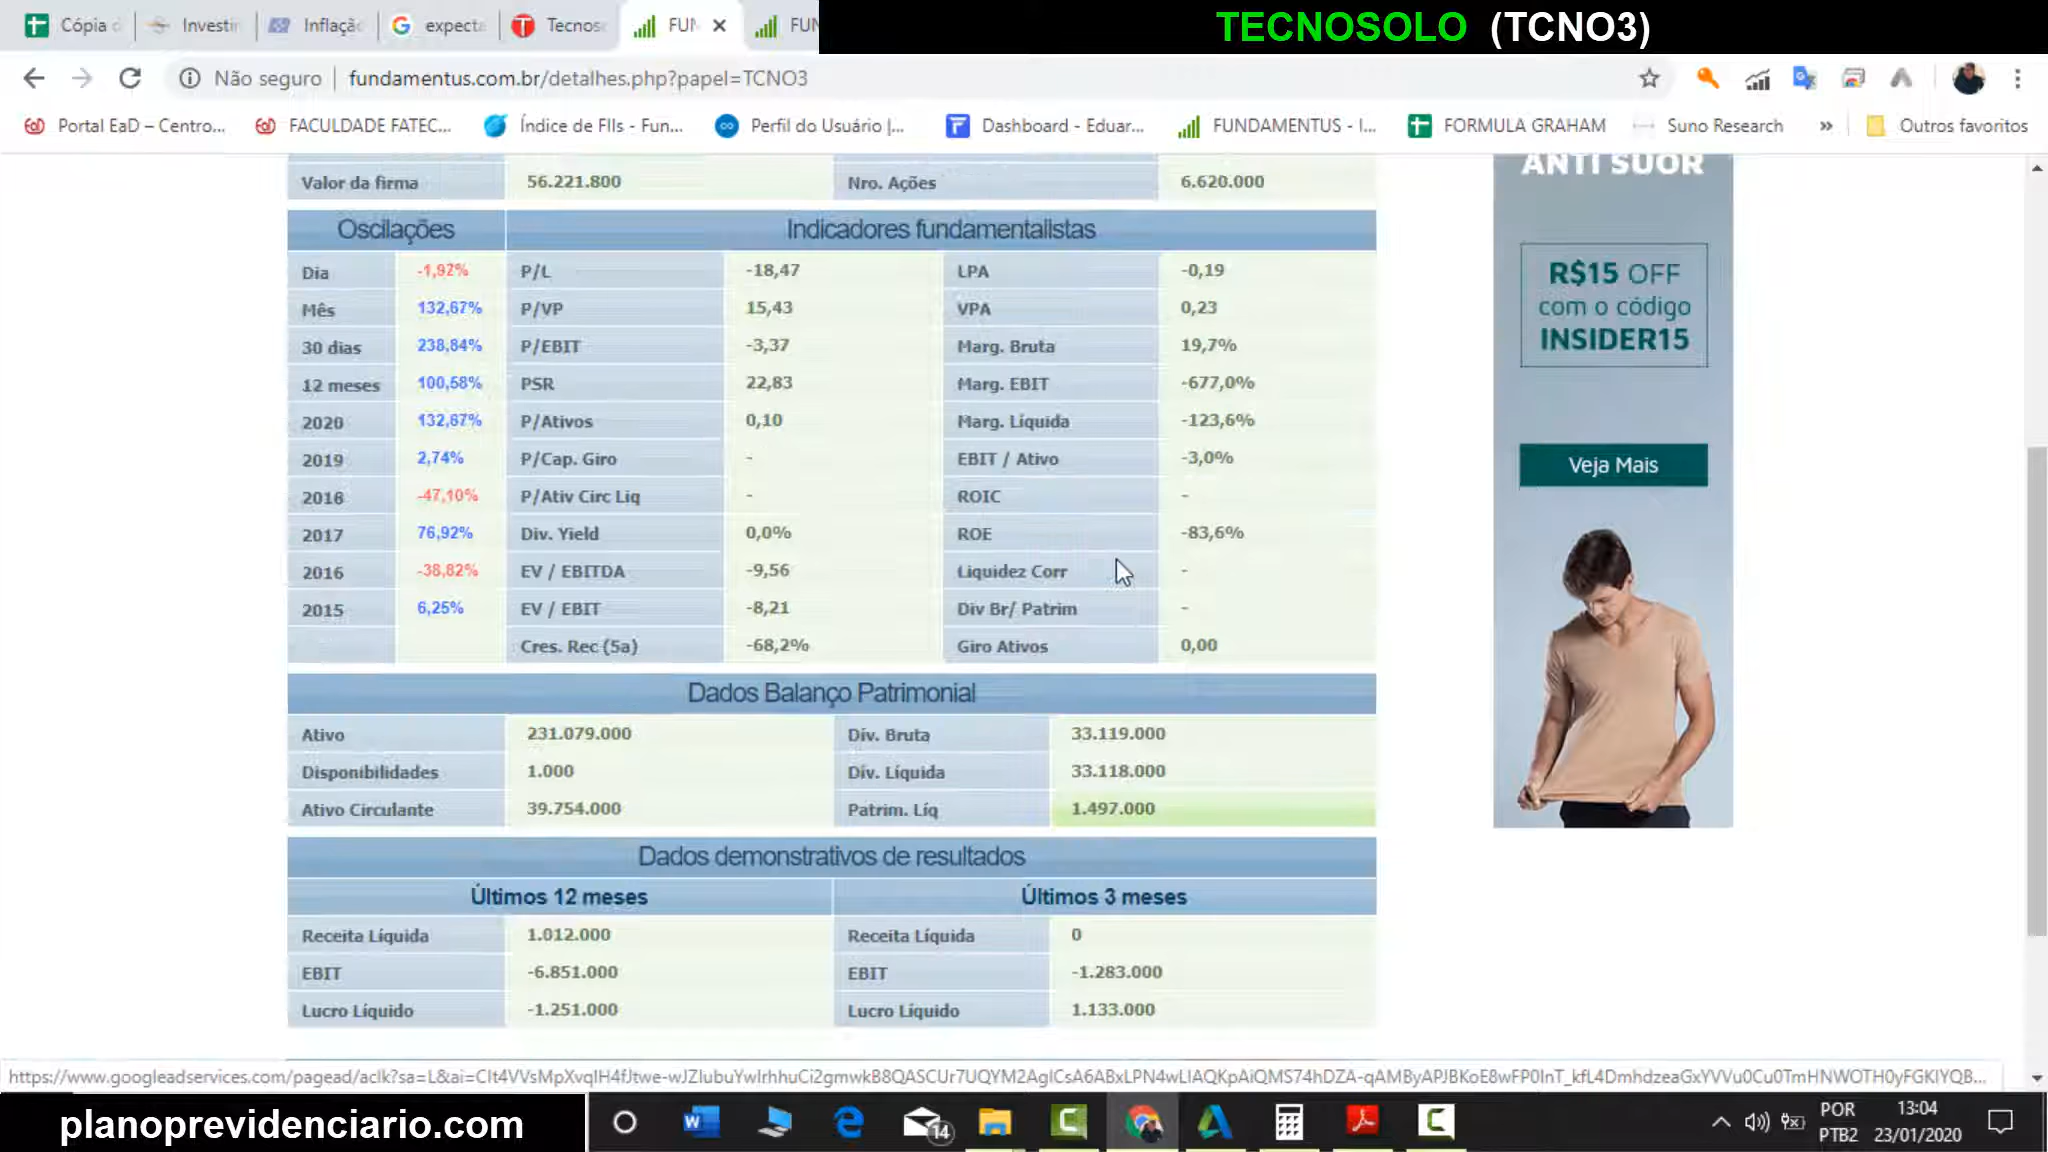 Cópia d
Investin
Inflação
expecta
Tecnos
FUN
FUN
TECNOSOLO (TCNO3)
Não seguro
fundamentus.com.br/detalhes.php?papel=TCNO3
Portal EaD – Centro...
FACULDADE FATEC...
Índice de FIIs - Fun...
Perfil do Usuário |...
Dashboard - Eduar...
FUNDAMENTUS - I...
FORMULA GRAHAM
Suno Research
»
Outros favoritos
Valor da firma 56.221.800 Nro. Ações 6.620.000
Oscilações Indicadores fundamentalistas
Dia -1,92% P/L -18,47 LPA -0,19
Mês 132,67% P/VP 15,43 VPA 0,23
30 dias 238,84% P/EBIT -3,37 Marg. Bruta 19,7%
12 meses 100,58% PSR 22,83 Marg. EBIT -677,0%
2020 132,67% P/Ativos 0,10 Marg. Líquida -123,6%
2019 2,74% P/Cap. Giro - EBIT / Ativo -3,0%
2018 -47,10% P/Ativ Circ Liq - ROIC -
2017 76,92% Div. Yield 0,0% ROE -83,6%
2016 -38,82% EV / EBITDA -9,56 Liquidez Corr -
2015 6,25% EV / EBIT -8,21 Div Br/ Patrim -
Cres. Rec (5a) -68,2% Giro Ativos 0,00
Dados Balanço Patrimonial
Ativo 231.079.000 Dív. Bruta 33.119.000
Disponibilidades 1.000 Dív. Líquida 33.118.000
Ativo Circulante 39.754.000 Patrim. Líq 1.497.000
Dados demonstrativos de resultados
Últimos 12 meses Últimos 3 meses
Receita Líquida 1.012.000 Receita Líquida 0
EBIT -6.851.000 EBIT -1.283.000
Lucro Líquido -1.251.000 Lucro Líquido 1.133.000
ANTI SUOR
R$15 OFF
com o código
INSIDER15
Veja Mais
planoprevidenciario.com
14
POR
PTB2
13:04
23/01/2020